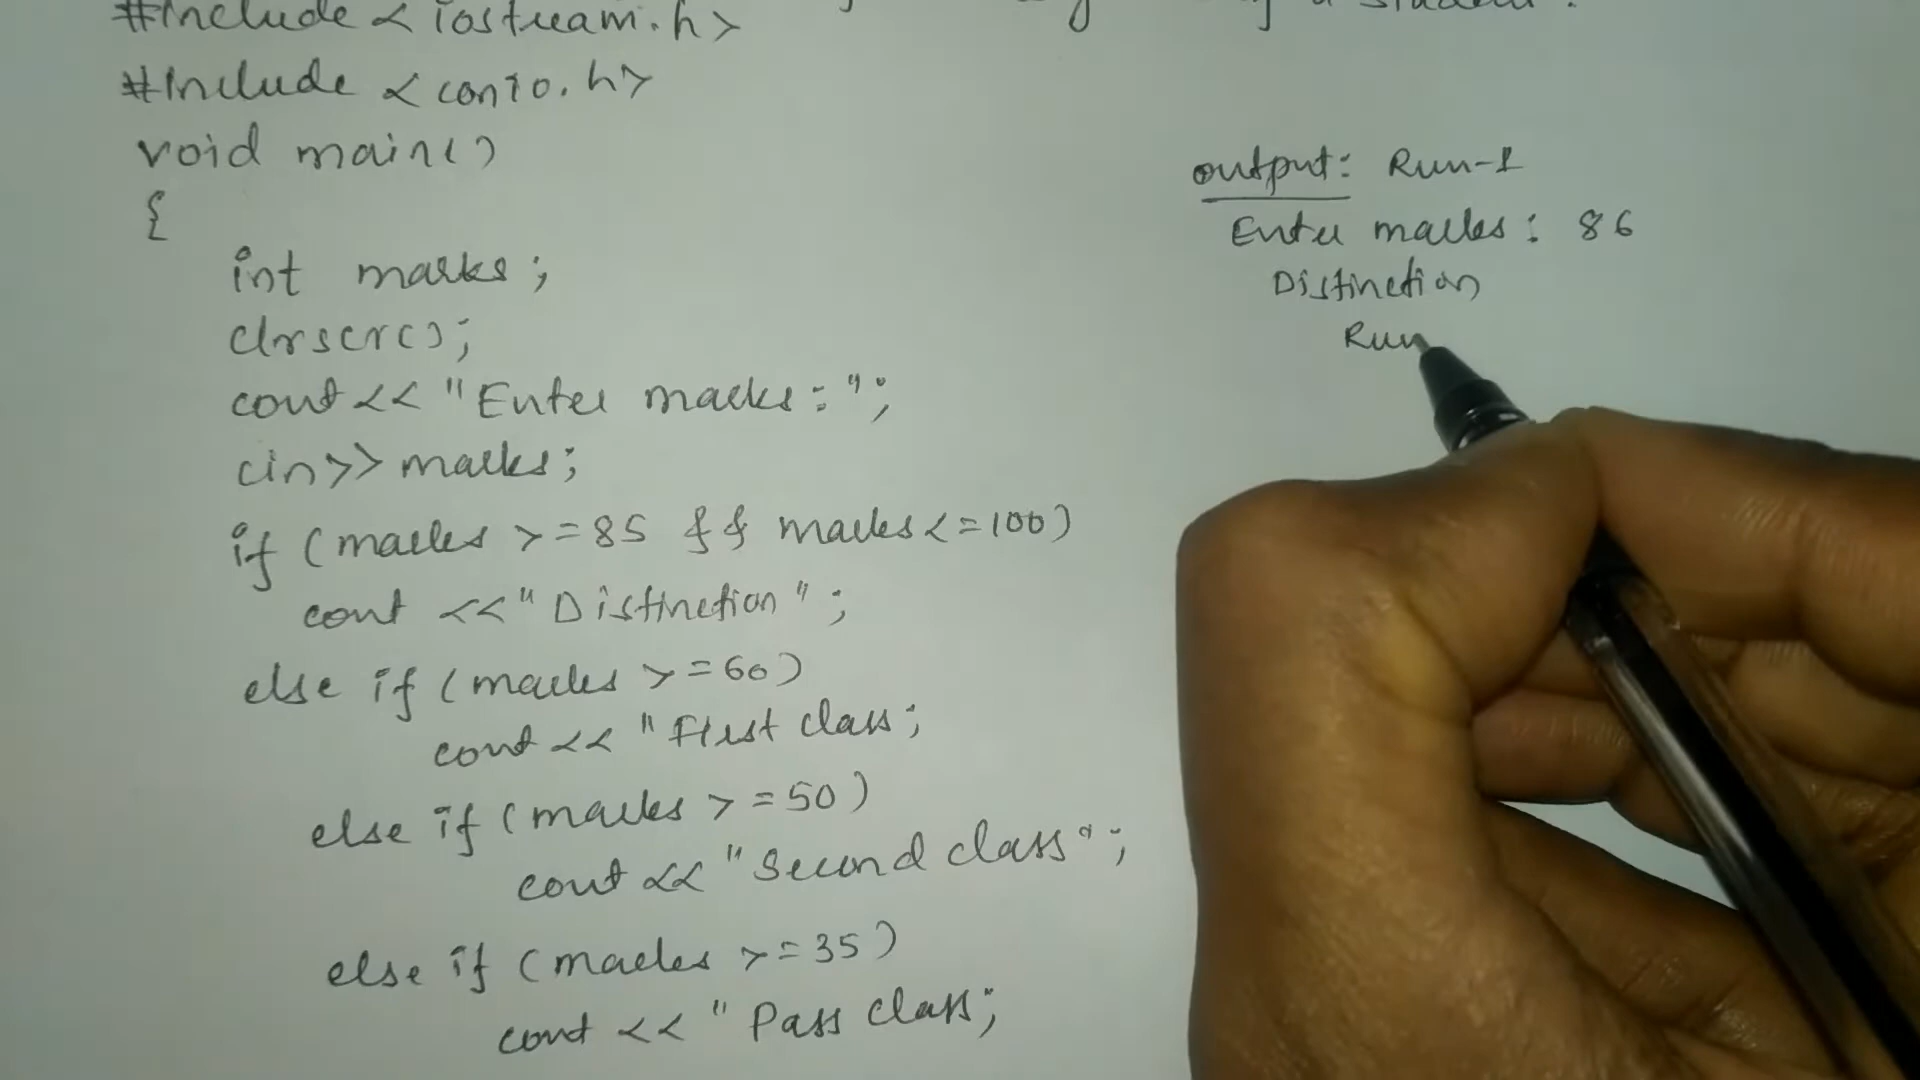 #Include < iostream.h>
#Include < conio.h>
void main()
{
int marks;
clrscr();
cout<< "Enter marks:";
cin>> marks;
if (marks >=85 && marks<=100)
cout <<"Distinction";
else if (marks >=60)
cout << "First class;
else if (marks >=50)
cout << "Second class";
else if (marks >=35)
cout << "Pass class;
a student.
output: Run-1
Enter marks: 86
Distinction
Run